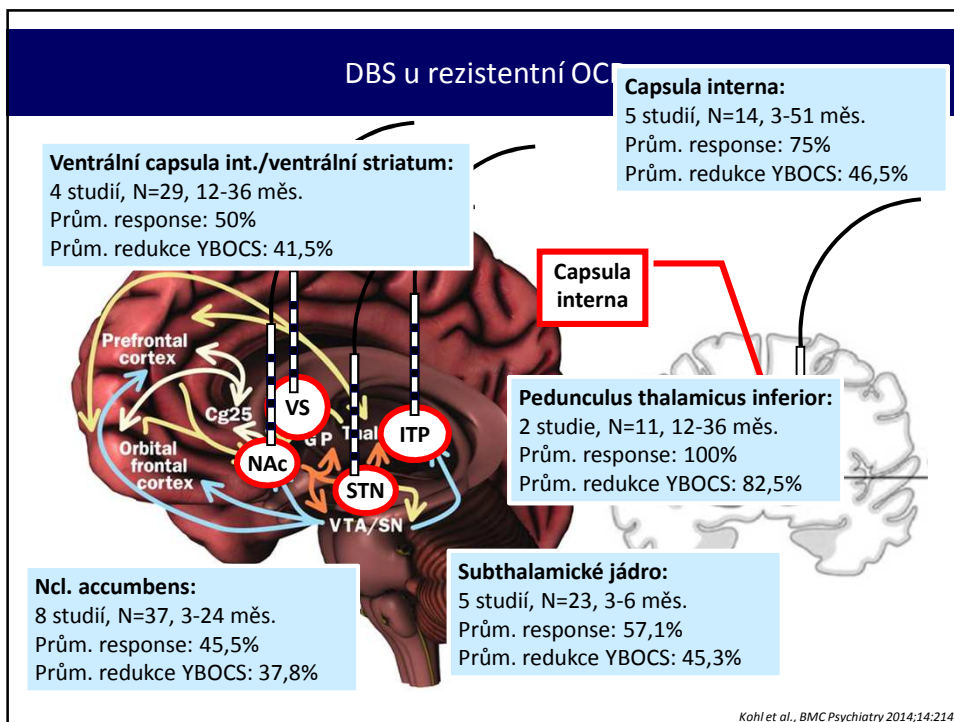 DBS u rezistentní OC
Capsula interna:
5 studií, N=14, 3-51 měs.
Prům. response: 75%
Prům. redukce YBOCS: 46,5%
Ventrální capsula int./ventrální striatum:
4 studií, N=29, 12-36 měs.
Prům. response: 50%
Prům. redukce YBOCS: 41,5%
Capsula
interna
Prefrontal
cortex
Cg25
VS
GP
Thal
ITP
Orbital
frontal
cortex
NAc
STN
VTA/SN
Pedunculus thalamicus inferior:
2 studie, N=11, 12-36 měs.
Prům. response: 100%
Prům. redukce YBOCS: 82,5%
Ncl. accumbens:
8 studií, N=37, 3-24 měs.
Prům. response: 45,5%
Prům. redukce YBOCS: 37,8%
Subthalamické jádro:
5 studií, N=23, 3-6 měs.
Prům. response: 57,1%
Prům. redukce YBOCS: 45,3%
Kohl et al., BMC Psychiatry 2014;14:214